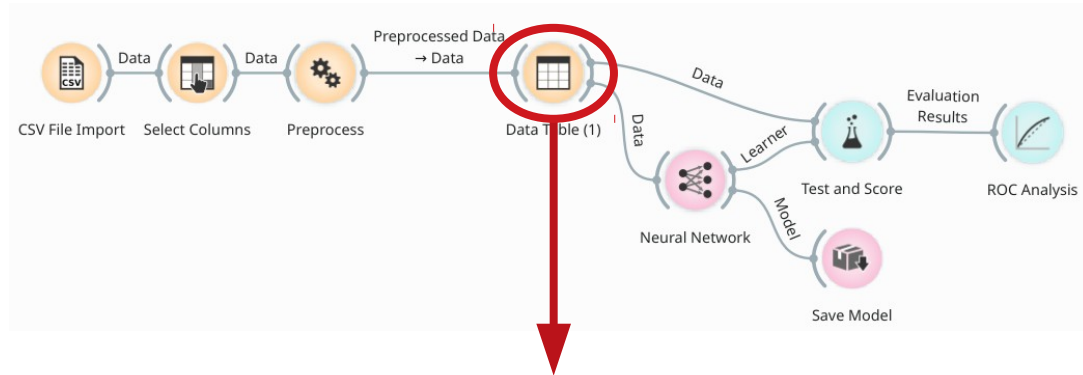 Preprocessed Data
→ Data
Data
Data
CSV
CSV File Import
Select Columns
Preprocess
Data Table (1)
Data
Data
Learner
Model
Neural Network
Test and Score
Evaluation
Results
ROC Analysis
Save Model